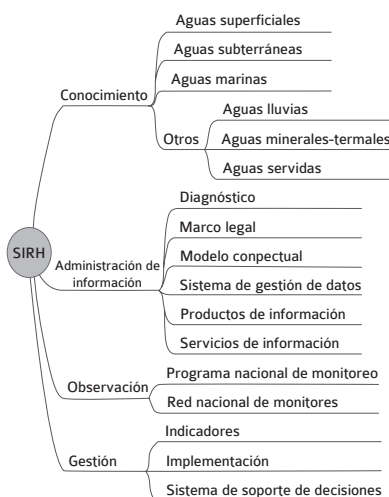 Aguas superficiales
Aguas subterráneas
Aguas marinas
Conocimiento
Aguas lluvias
Otros
Aguas minerales-termales
Aguas servidas
SIRH
Diagnóstico
Marco legal
Modelo conpectual
Administración de
información
Sistema de gestión de datos
Productos de información
Servicios de información
Programa nacional de monitoreo
Observación
Red nacional de monitores
Indicadores
Gestión
Implementación
Sistema de soporte de decisiones